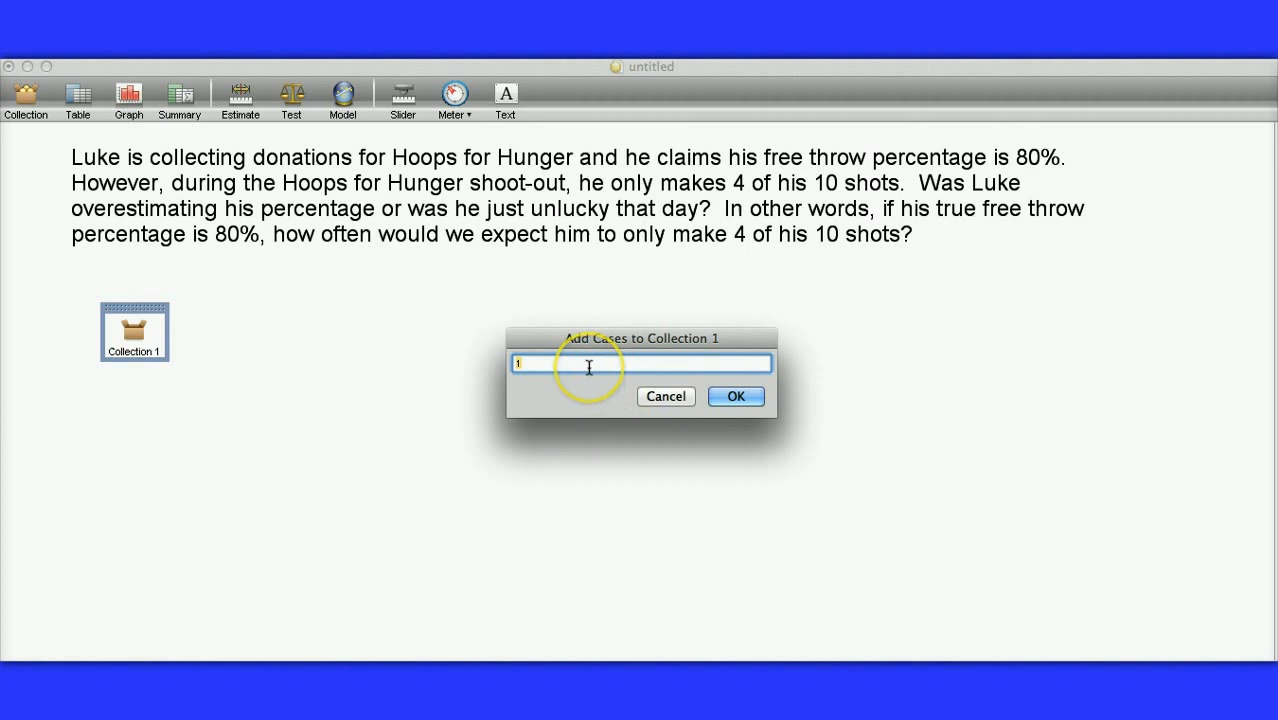 untitled
Collection Table Graph Summary Estimate Test Model Slider Meter A Text
Luke is collecting donations for Hoops for Hunger and he claims his free throw percentage is 80%.
However, during the Hoops for Hunger shoot-out, he only makes 4 of his 10 shots. Was Luke
overestimating his percentage or was he just unlucky that day? In other words, if his true free throw
percentage is 80%, how often would we expect him to only make 4 of his 10 shots?
Collection 1
Add Cases to Collection 1
1
Cancel OK